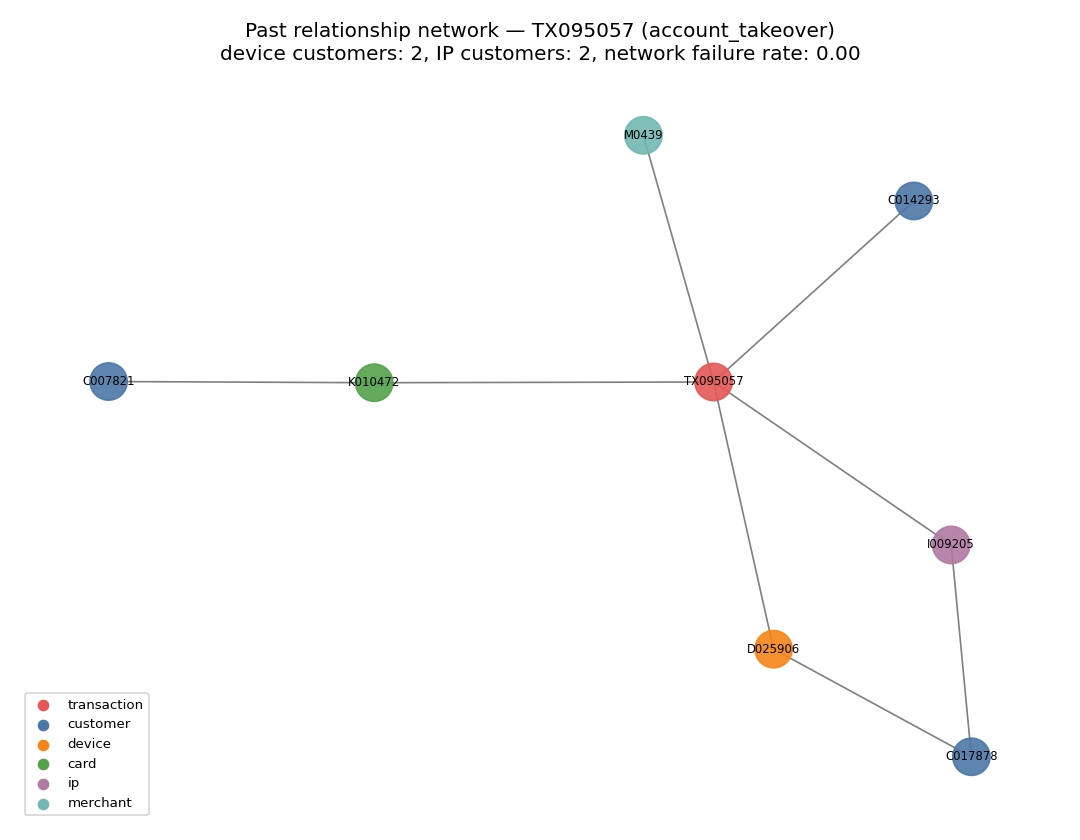 Past relationship network — TX095057 (account_takeover)
device customers: 2, IP customers: 2, network failure rate: 0.00
M0439
C014293
C007821
K010472
TX095057
I009205
D025906
C017878
transaction
customer
device
card
ip
merchant